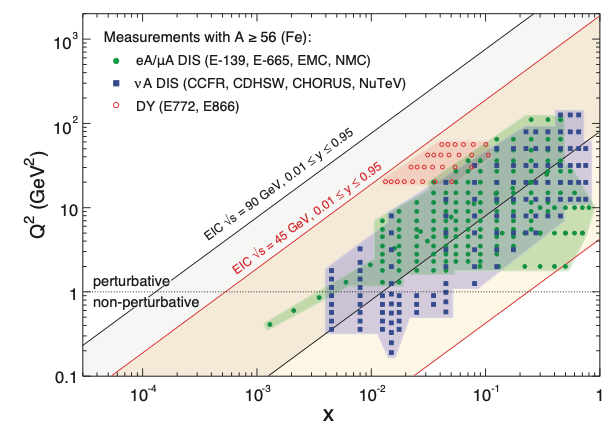 Measurements with A ≥ 56 (Fe):
eA/μA DIS (E-139, E-665, EMC, NMC)
νA DIS (CCFR, CDHSW, CHORUS, NuTeV)
DY (E772, E866)
EIC √s = 90 GeV, 0.01 ≤ y ≤ 0.95
EIC √s = 45 GeV, 0.01 ≤ y ≤ 0.95
perturbative
non-perturbative
Q² (GeV²)
10³
10²
10
1
0.1
10⁻⁴ 10⁻³ 10⁻² 10⁻¹ 1
x